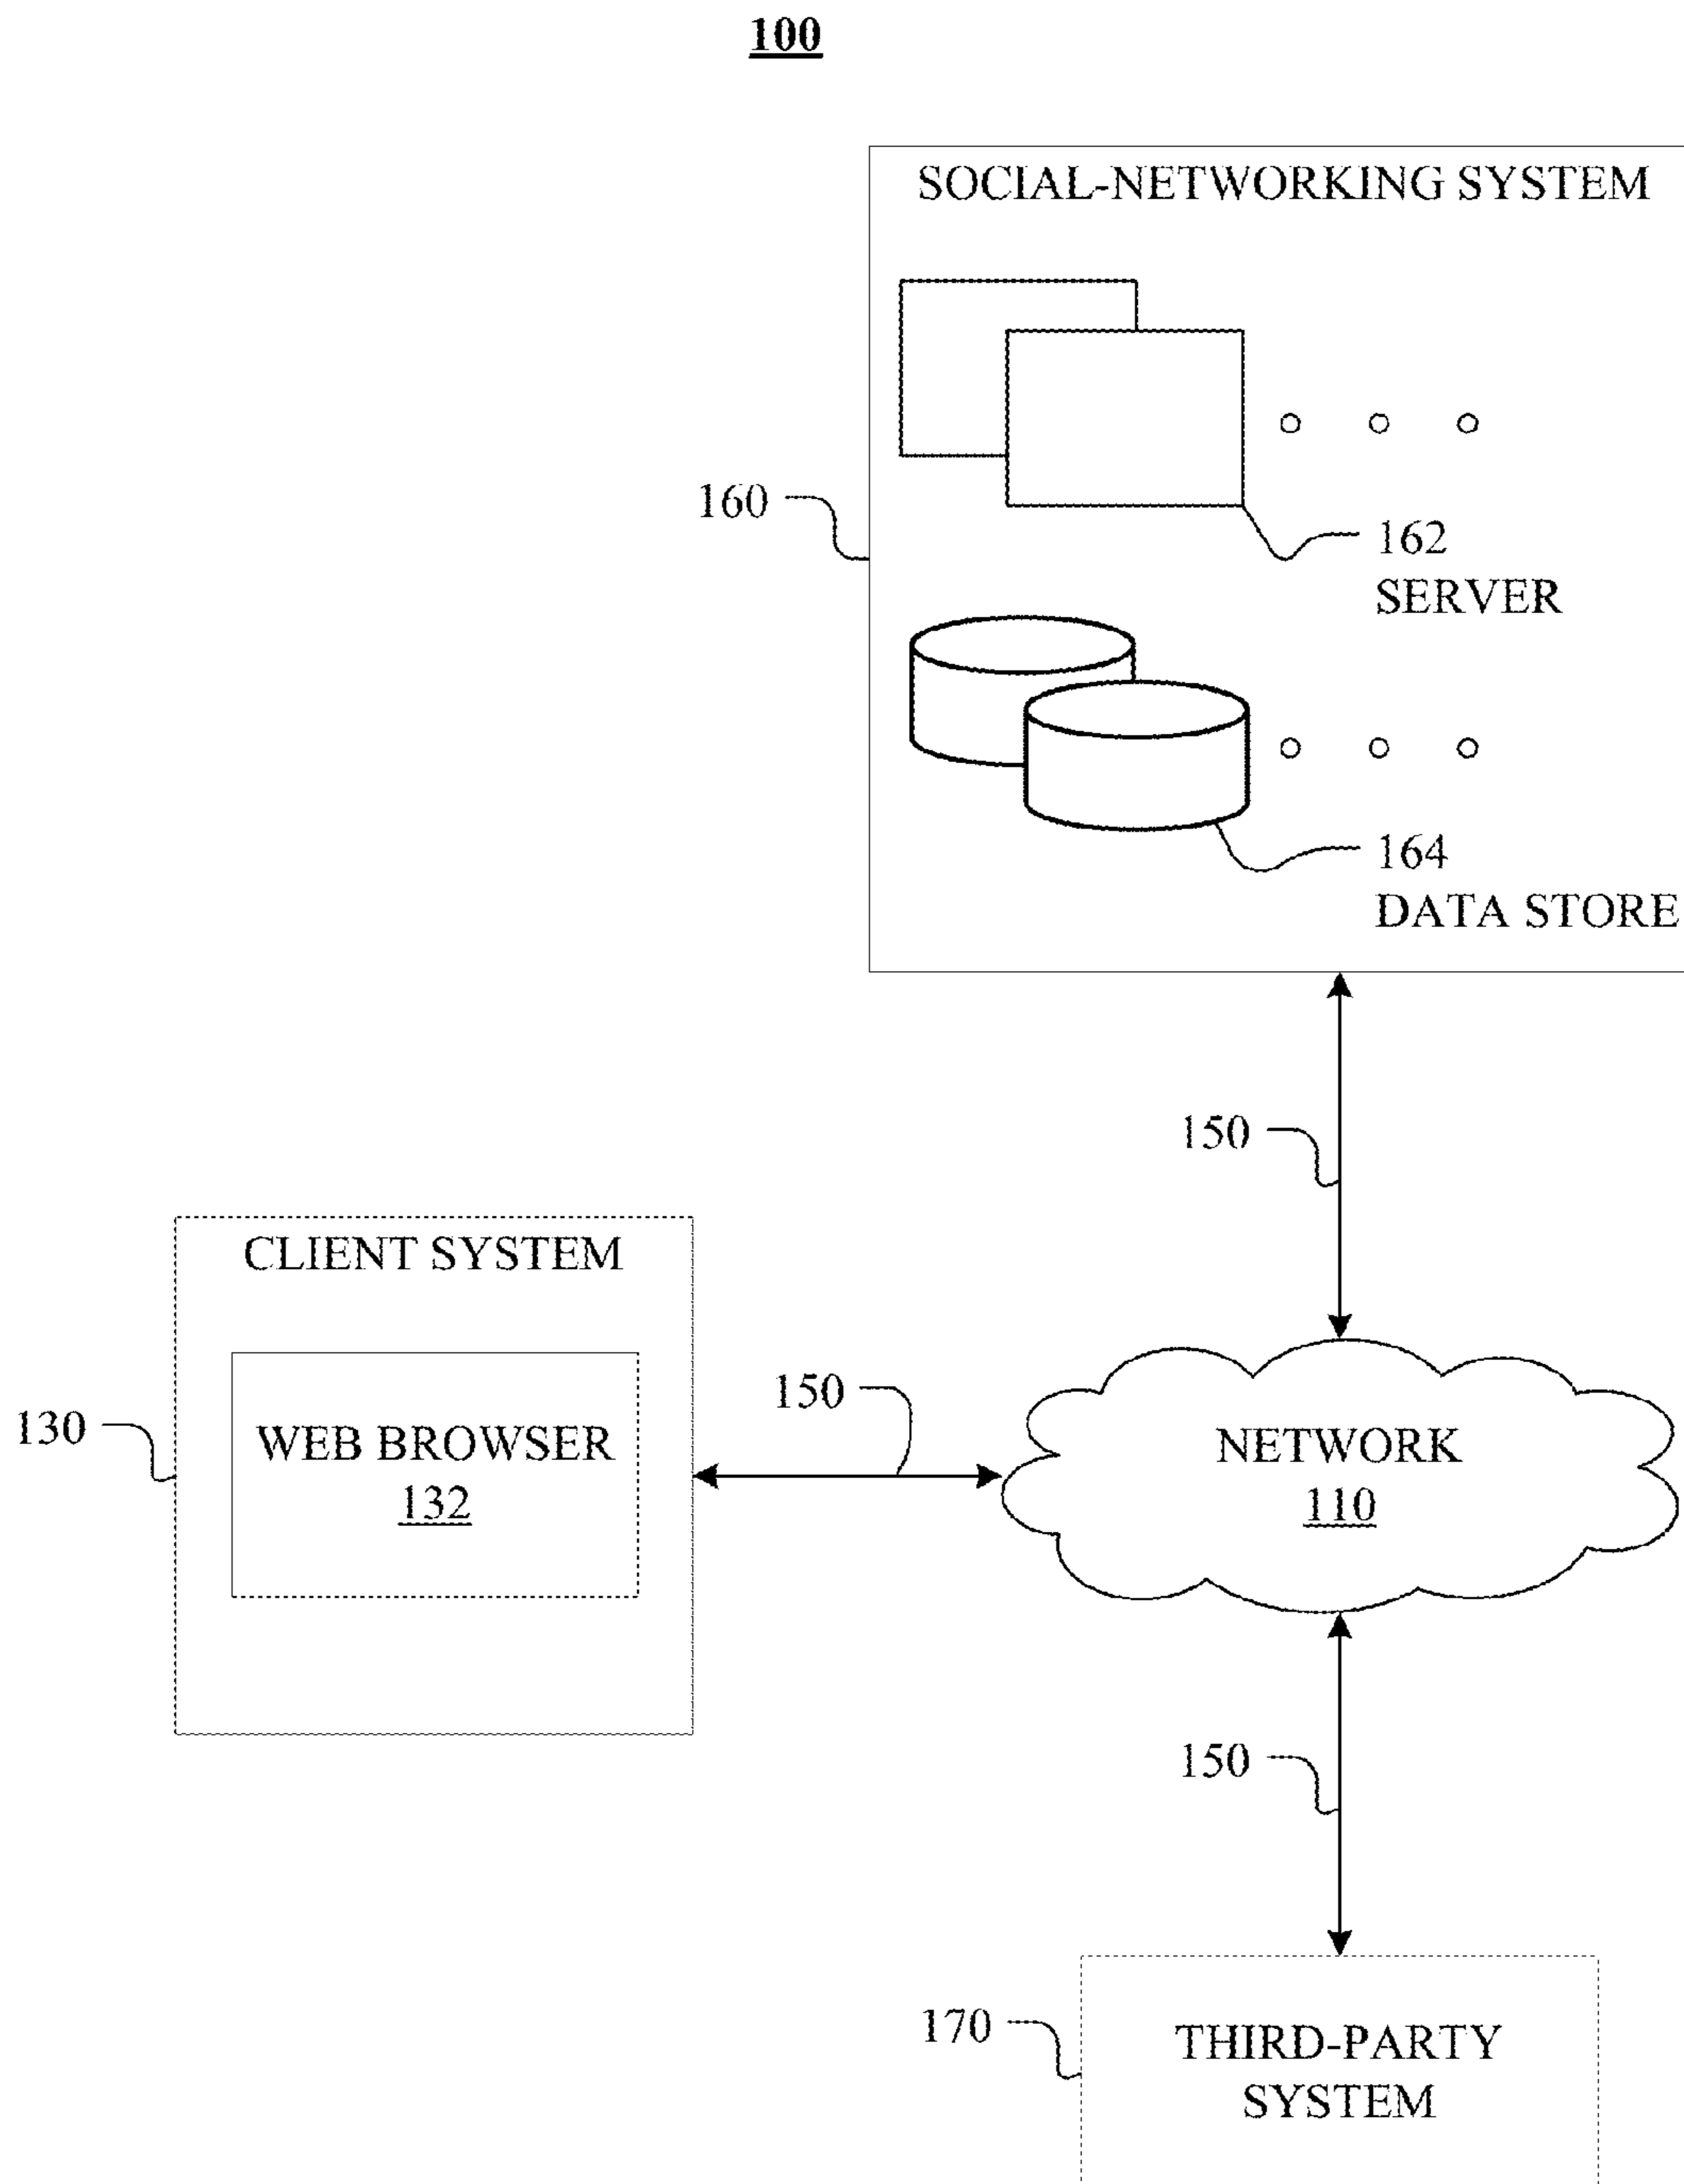 100
SOCIAL-NETWORKING SYSTEM
160
162
SERVER
164
DATA STORE
150
CLIENT SYSTEM
130
WEB BROWSER
132
150
NETWORK
110
150
170
THIRD-PARTY
SYSTEM